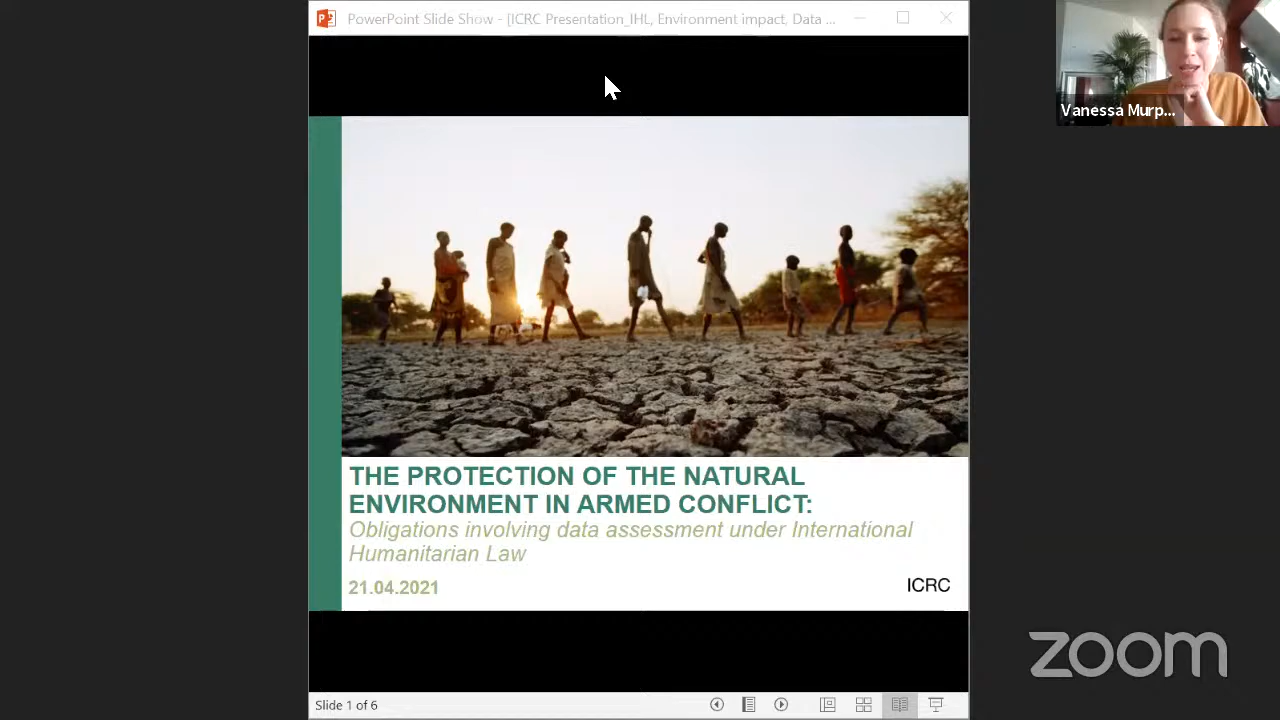 PowerPoint Slide Show - [ICRC Presentation_IHL, Environment impact, Data ...
Vanessa Murp...
THE PROTECTION OF THE NATURAL
ENVIRONMENT IN ARMED CONFLICT:
Obligations involving data assessment under International
Humanitarian Law
21.04.2021
ICRC
zoom
Slide 1 of 6